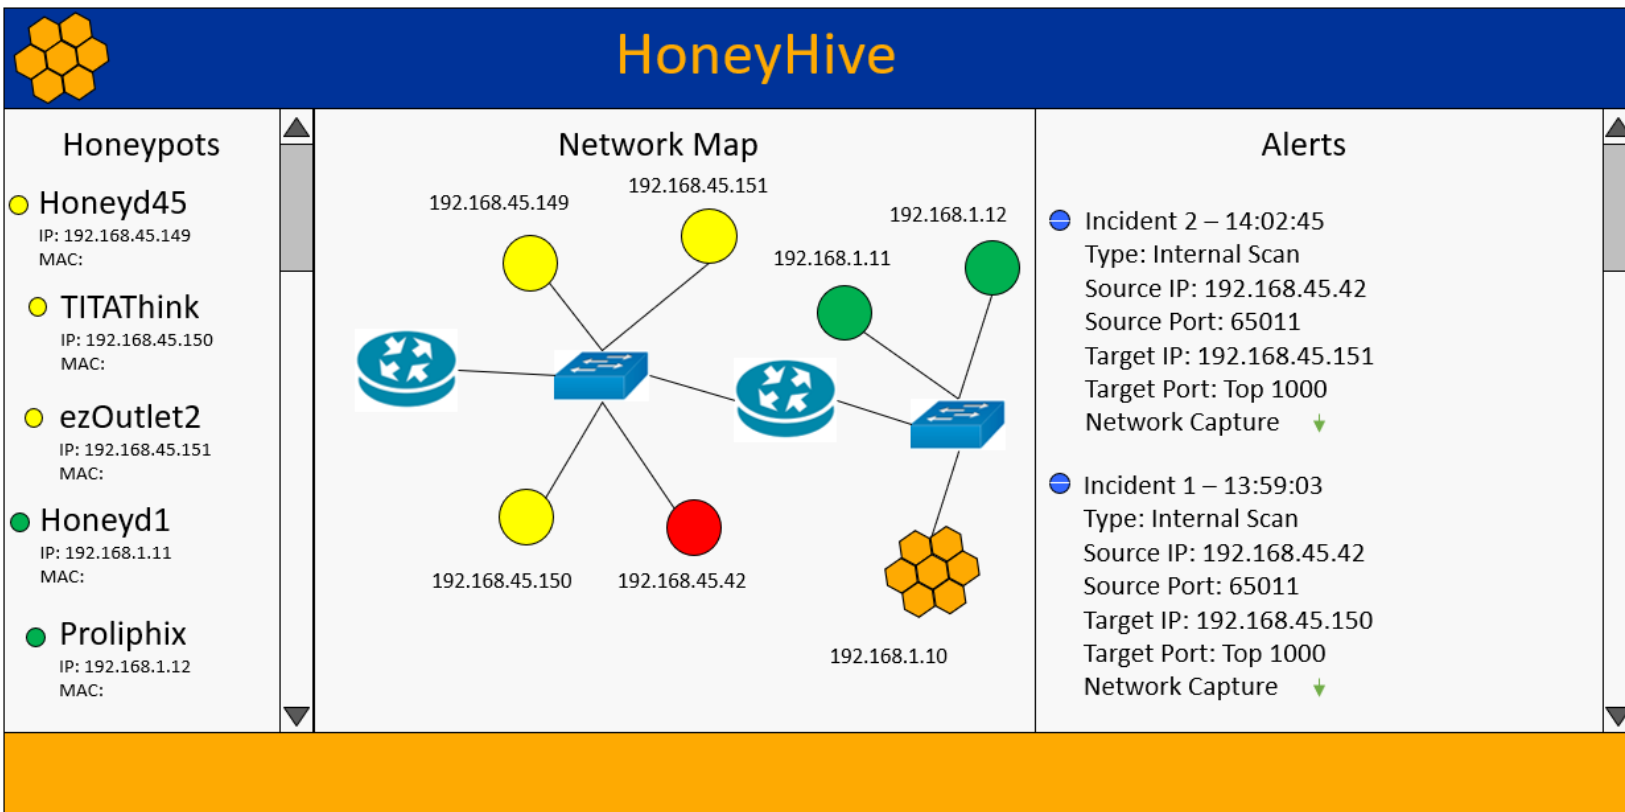 HoneyHive
Honeypots
Honeyd45
IP: 192.168.45.149
MAC:
TITAThink
IP: 192.168.45.150
MAC:
ezOutlet2
IP: 192.168.45.151
MAC:
Honeyd1
IP: 192.168.1.11
MAC:
Proliphix
IP: 192.168.1.12
MAC:
Network Map
192.168.45.149
192.168.45.151
192.168.1.12
192.168.1.11
192.168.45.150
192.168.45.42
192.168.1.10
Alerts
Incident 2 – 14:02:45
Type: Internal Scan
Source IP: 192.168.45.42
Source Port: 65011
Target IP: 192.168.45.151
Target Port: Top 1000
Network Capture
Incident 1 – 13:59:03
Type: Internal Scan
Source IP: 192.168.45.42
Source Port: 65011
Target IP: 192.168.45.150
Target Port: Top 1000
Network Capture